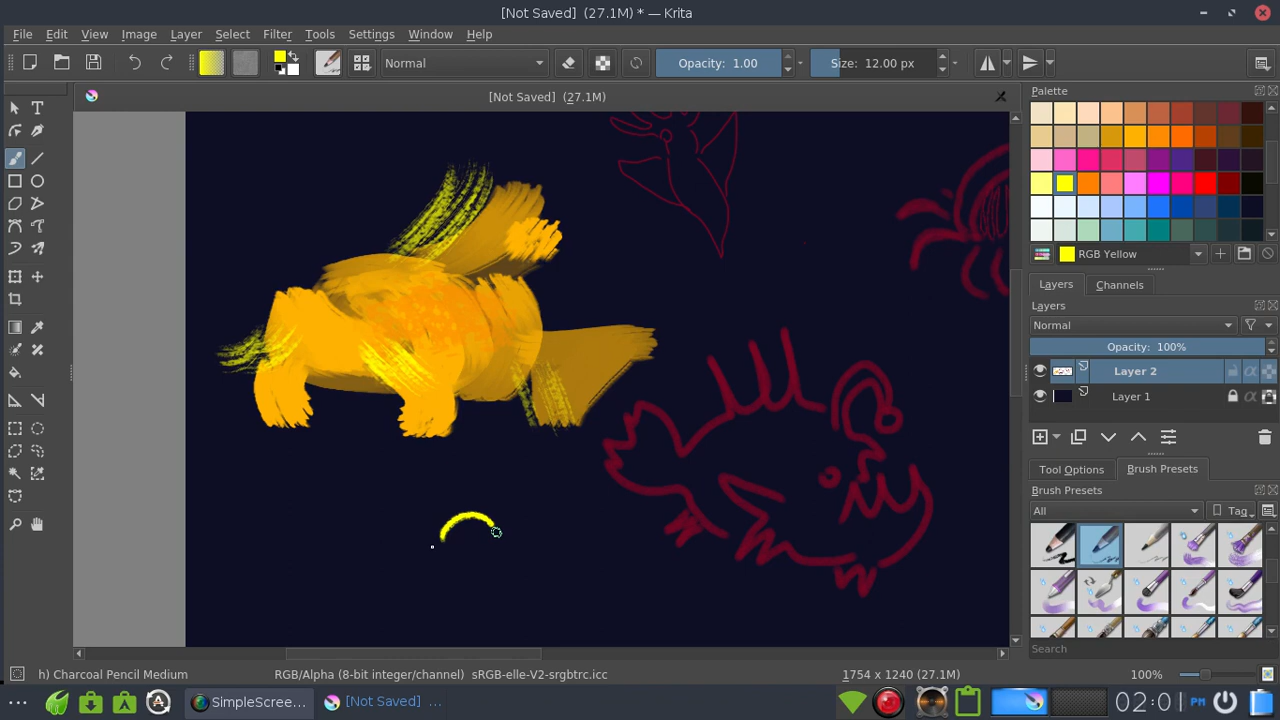 [Not Saved] (27.1M) * — Krita
File Edit View Image Layer Select Filter Tools Settings Window Help
Normal Opacity: 1.00 Size: 12.00 px
[Not Saved] (27.1M)
Palette
RGB Yellow
Layers Channels
Layers
Normal
Opacity: 100%
Layer 2
Layer 1
Tool Options Brush Presets
Brush Presets
All Tag
Search
h) Charcoal Pencil Medium RGB/Alpha (8-bit integer/channel) sRGB-elle-V2-srgbtrc.icc 1754 x 1240 (27.1M) 100%
SimpleScree… [Not Saved] … 02:01 PM